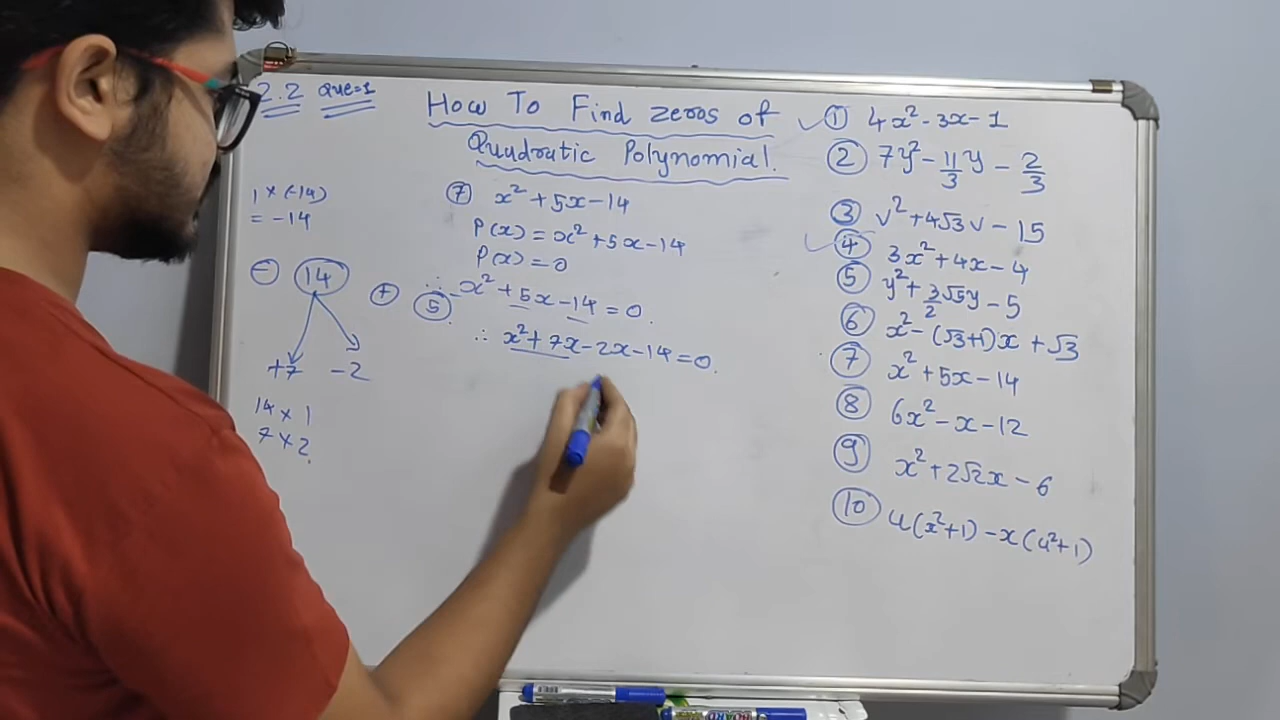 2.2 Que=1
How To Find zeros of
Quadratic Polynomial.
1 × (-14)
= -14
- 14 + 5
+7 -2
14 × 1
7 × 2
7 x² + 5x - 14
P(x) = x² + 5x - 14
P(x) = 0
∴ x² + 5x - 14 = 0.
∴ x² + 7x - 2x - 14 = 0.
1 4x² - 3x - 1
2 7y² - 11/3 y - 2/3
3 v² + 4√3v - 15
4 3x² + 4x - 4
5 y² + 3/2 √5y - 5
6 x² - (√3+1)x + √3
7 x² + 5x - 14
8 6x² - x - 12
9 x² + 2√2x - 6
10 4(x²+1) - x(4²+1)
BOARD